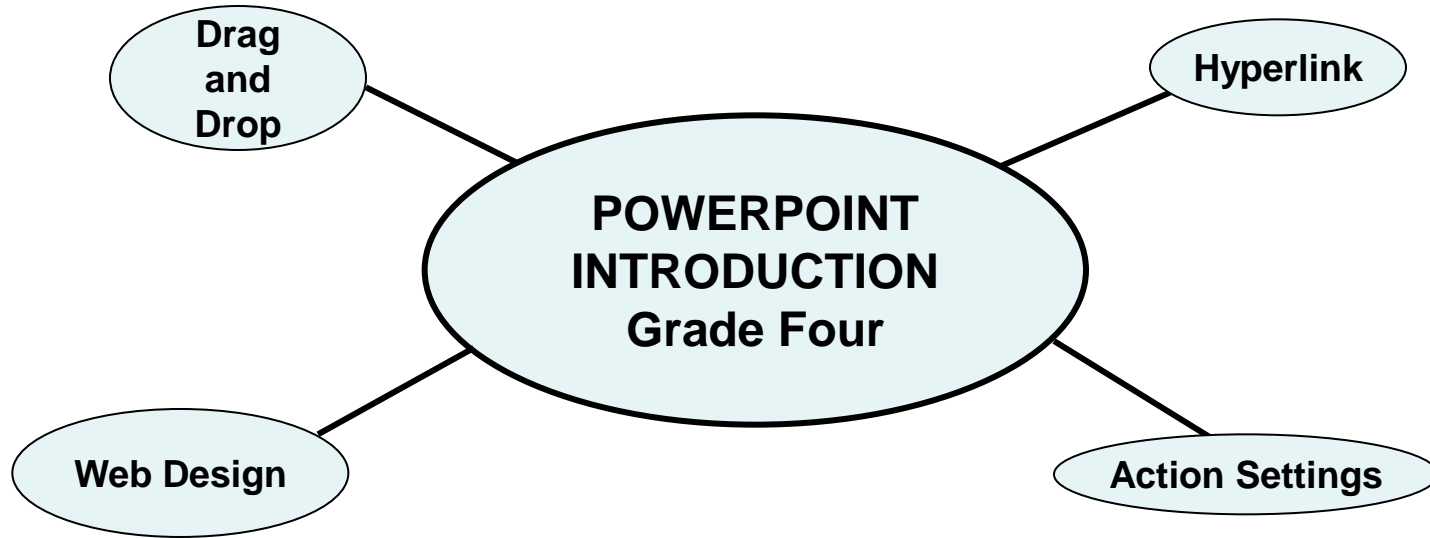 Drag
and
Drop
Hyperlink
POWERPOINT
INTRODUCTION
Grade Four
Web Design
Action Settings